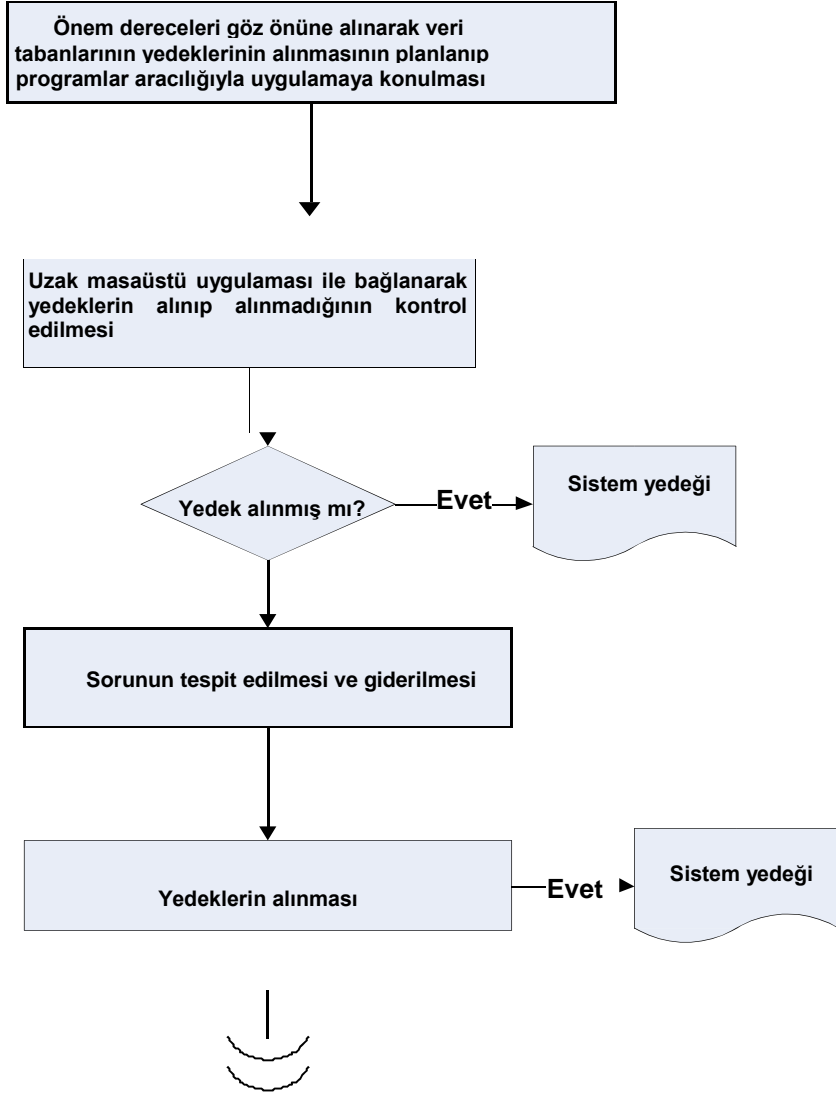 Önem dereceleri göz önüne alınarak veri
tabanlarının yedeklerinin alınmasının planlanıp
programlar aracılığıyla uygulamaya konulması
Uzak masaüstü uygulaması ile bağlanarak
yedeklerin alınıp alınmadığının kontrol
edilmesi
Yedek alınmış mı?
Evet
Sistem yedeği
Sorunun tespit edilmesi ve giderilmesi
Yedeklerin alınması
Evet
Sistem yedeği